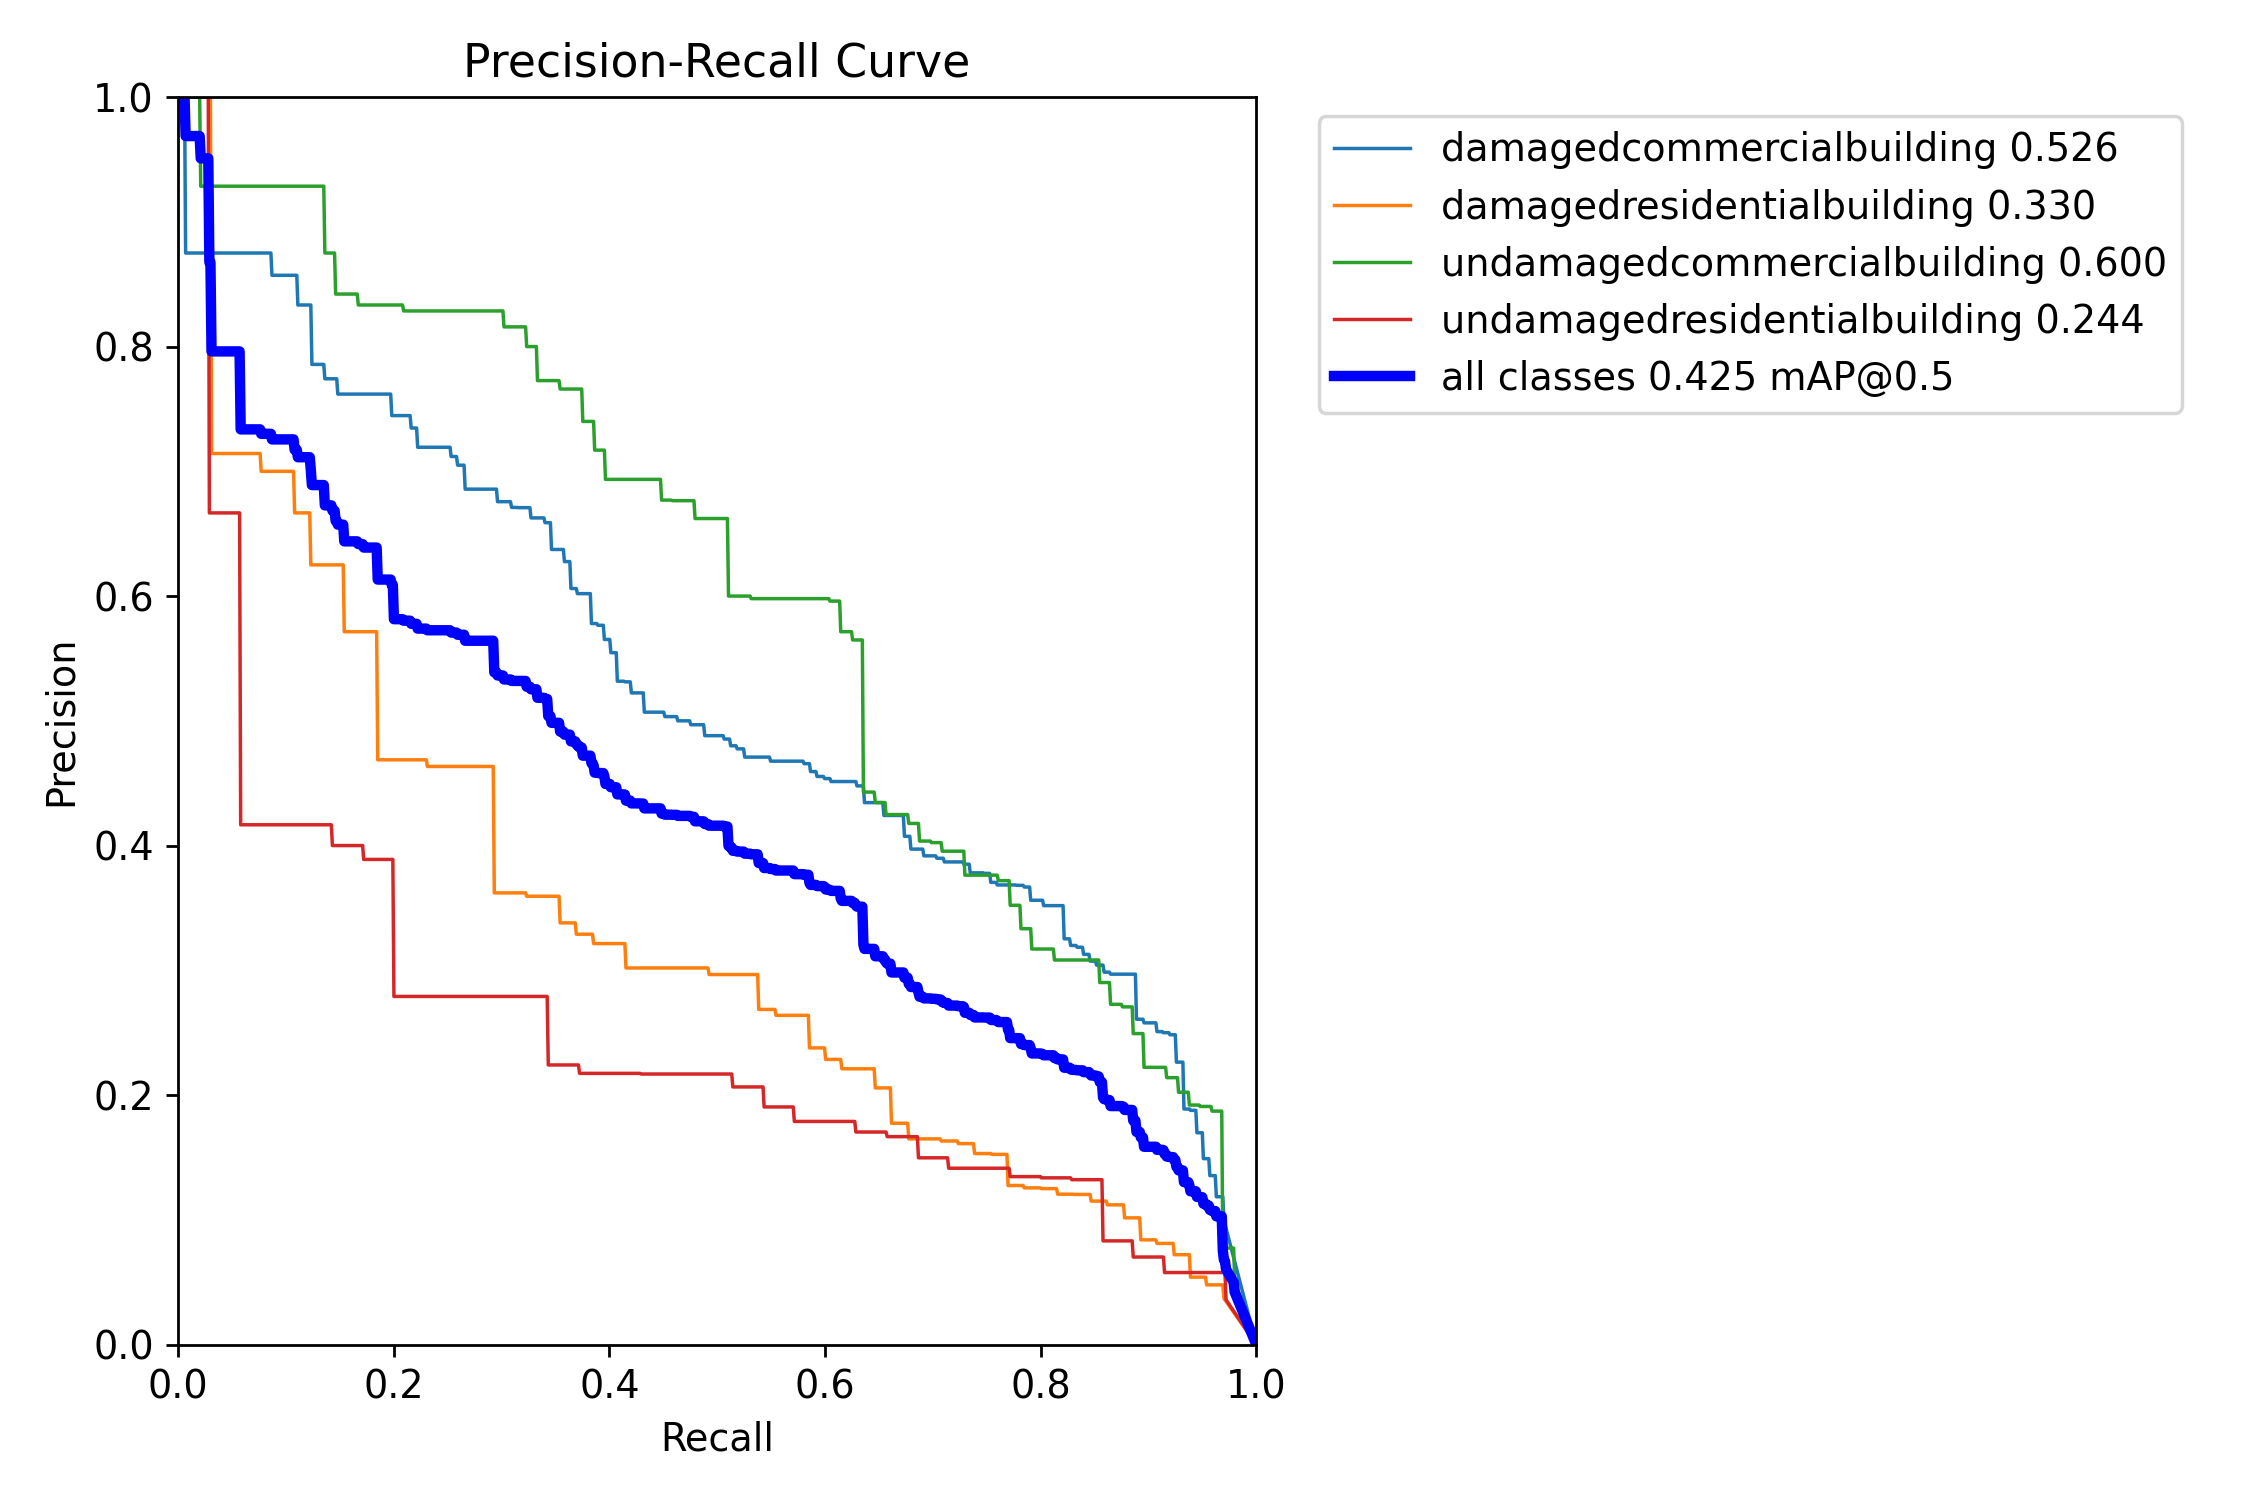 Precision-Recall Curve
1.0
0.8
0.6
0.4
0.2
0.0
Precision
0.0 0.2 0.4 0.6 0.8 1.0
Recall
damagedcommercialbuilding 0.526
damagedresidentialbuilding 0.330
undamagedcommercialbuilding 0.600
undamagedresidentialbuilding 0.244
all classes 0.425 mAP@0.5